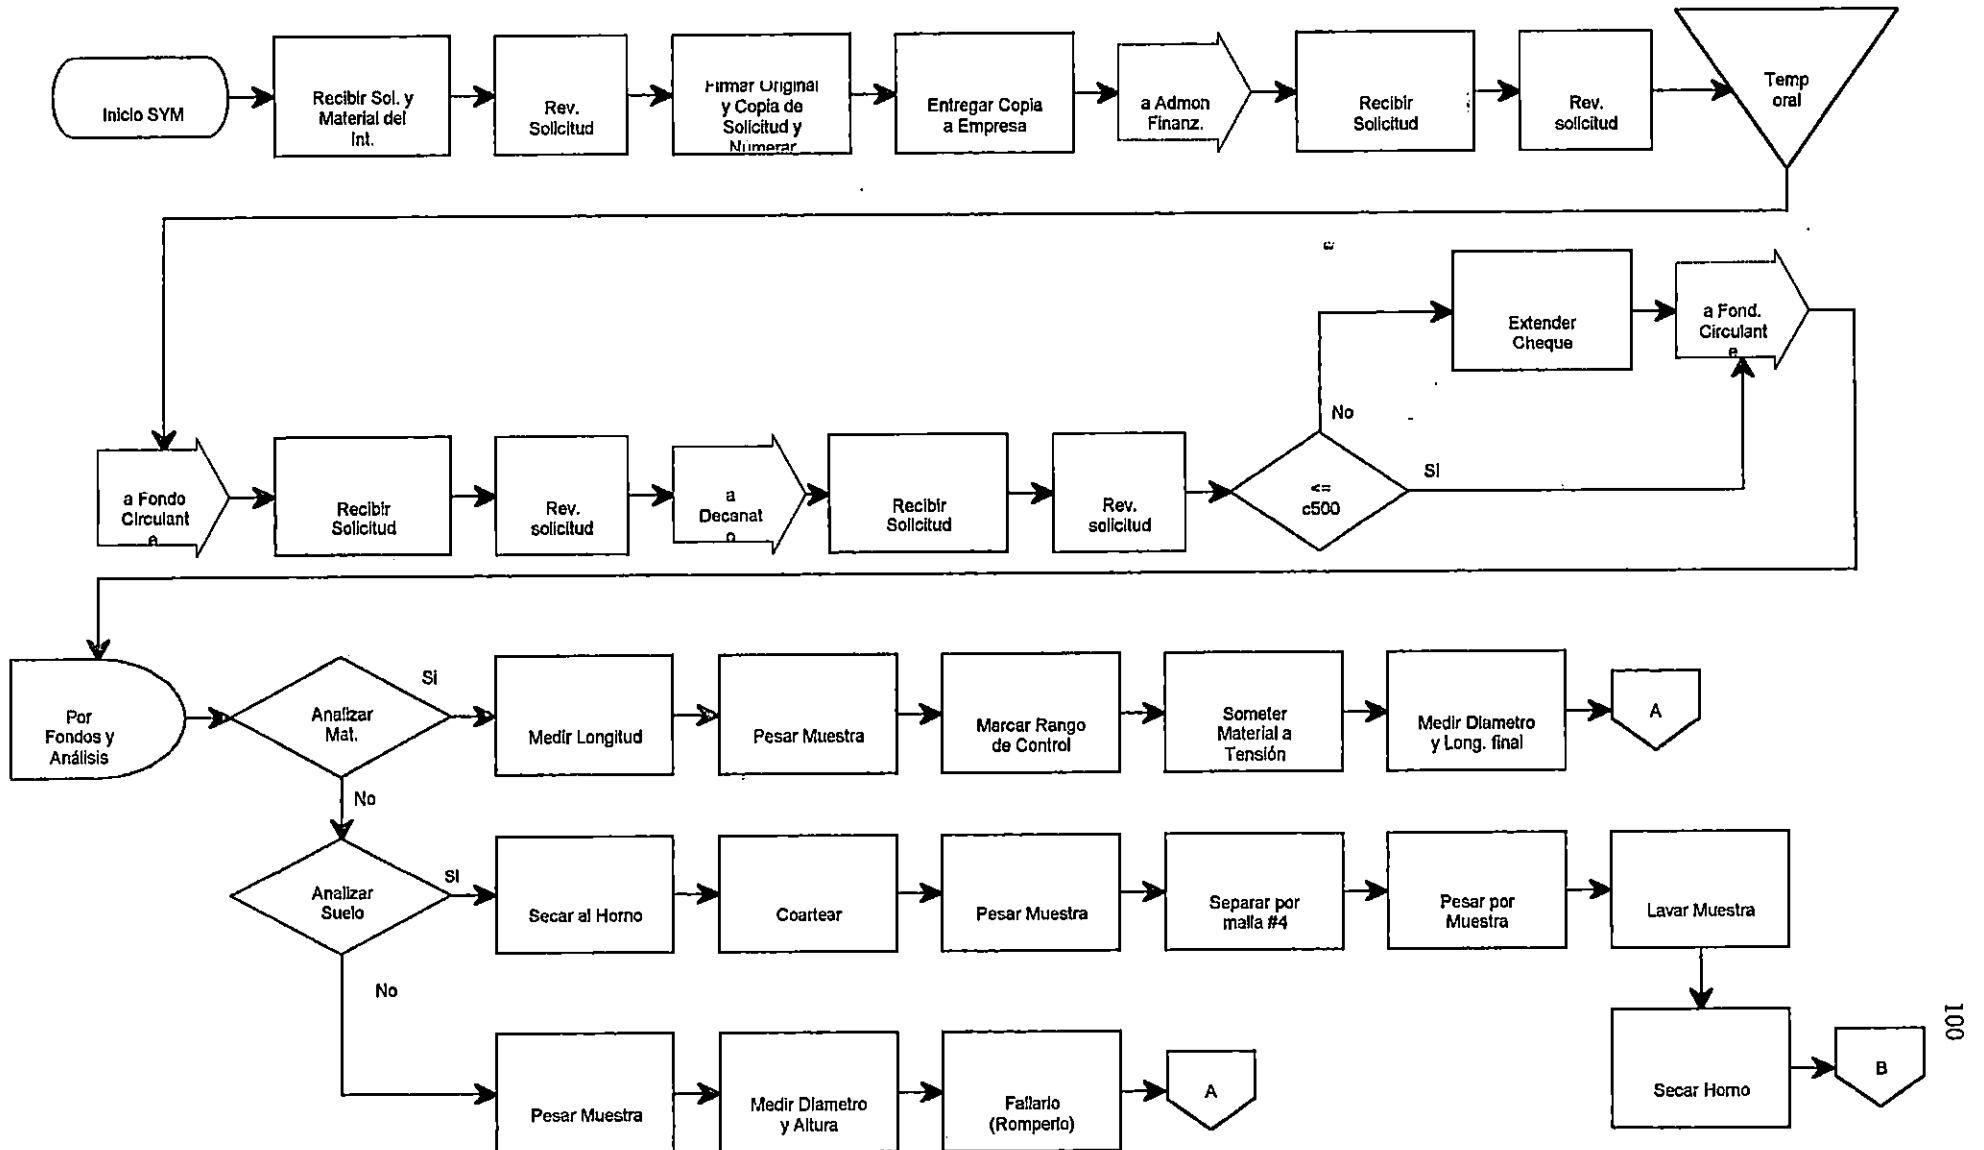 Inicio SYM
Recibir Sol. y
Material del
Int.
Rev.
Solicitud
Firmar Original
y Copia de
Solicitud y
Numerar
Entregar Copia
a Empresa
a Admon
Finanz.
Recibir
Solicitud
Rev.
solicitud
Temp
oral
a Fondo
Circulant
e
Recibir
Solicitud
Rev.
solicitud
a
Decanat
o
Recibir
Solicitud
Rev.
solicitud
<=
c500
No
Si
Extender
Cheque
a Fond.
Circulant
e
Por
Fondos y
Análisis
Analizar
Mat.
Si
No
Medir Longitud
Pesar Muestra
Marcar Rango
de Control
Someter
Material a
Tensión
Medir Diametro
y Long. final
A
Analizar
Suelo
Si
No
Secar al Horno
Coartear
Pesar Muestra
Separar por
malla #4
Pesar por
Muestra
Lavar Muestra
Secar Horno
B
Pesar Muestra
Medir Diametro
y Altura
Fallarlo
(Romperlo)
A
100